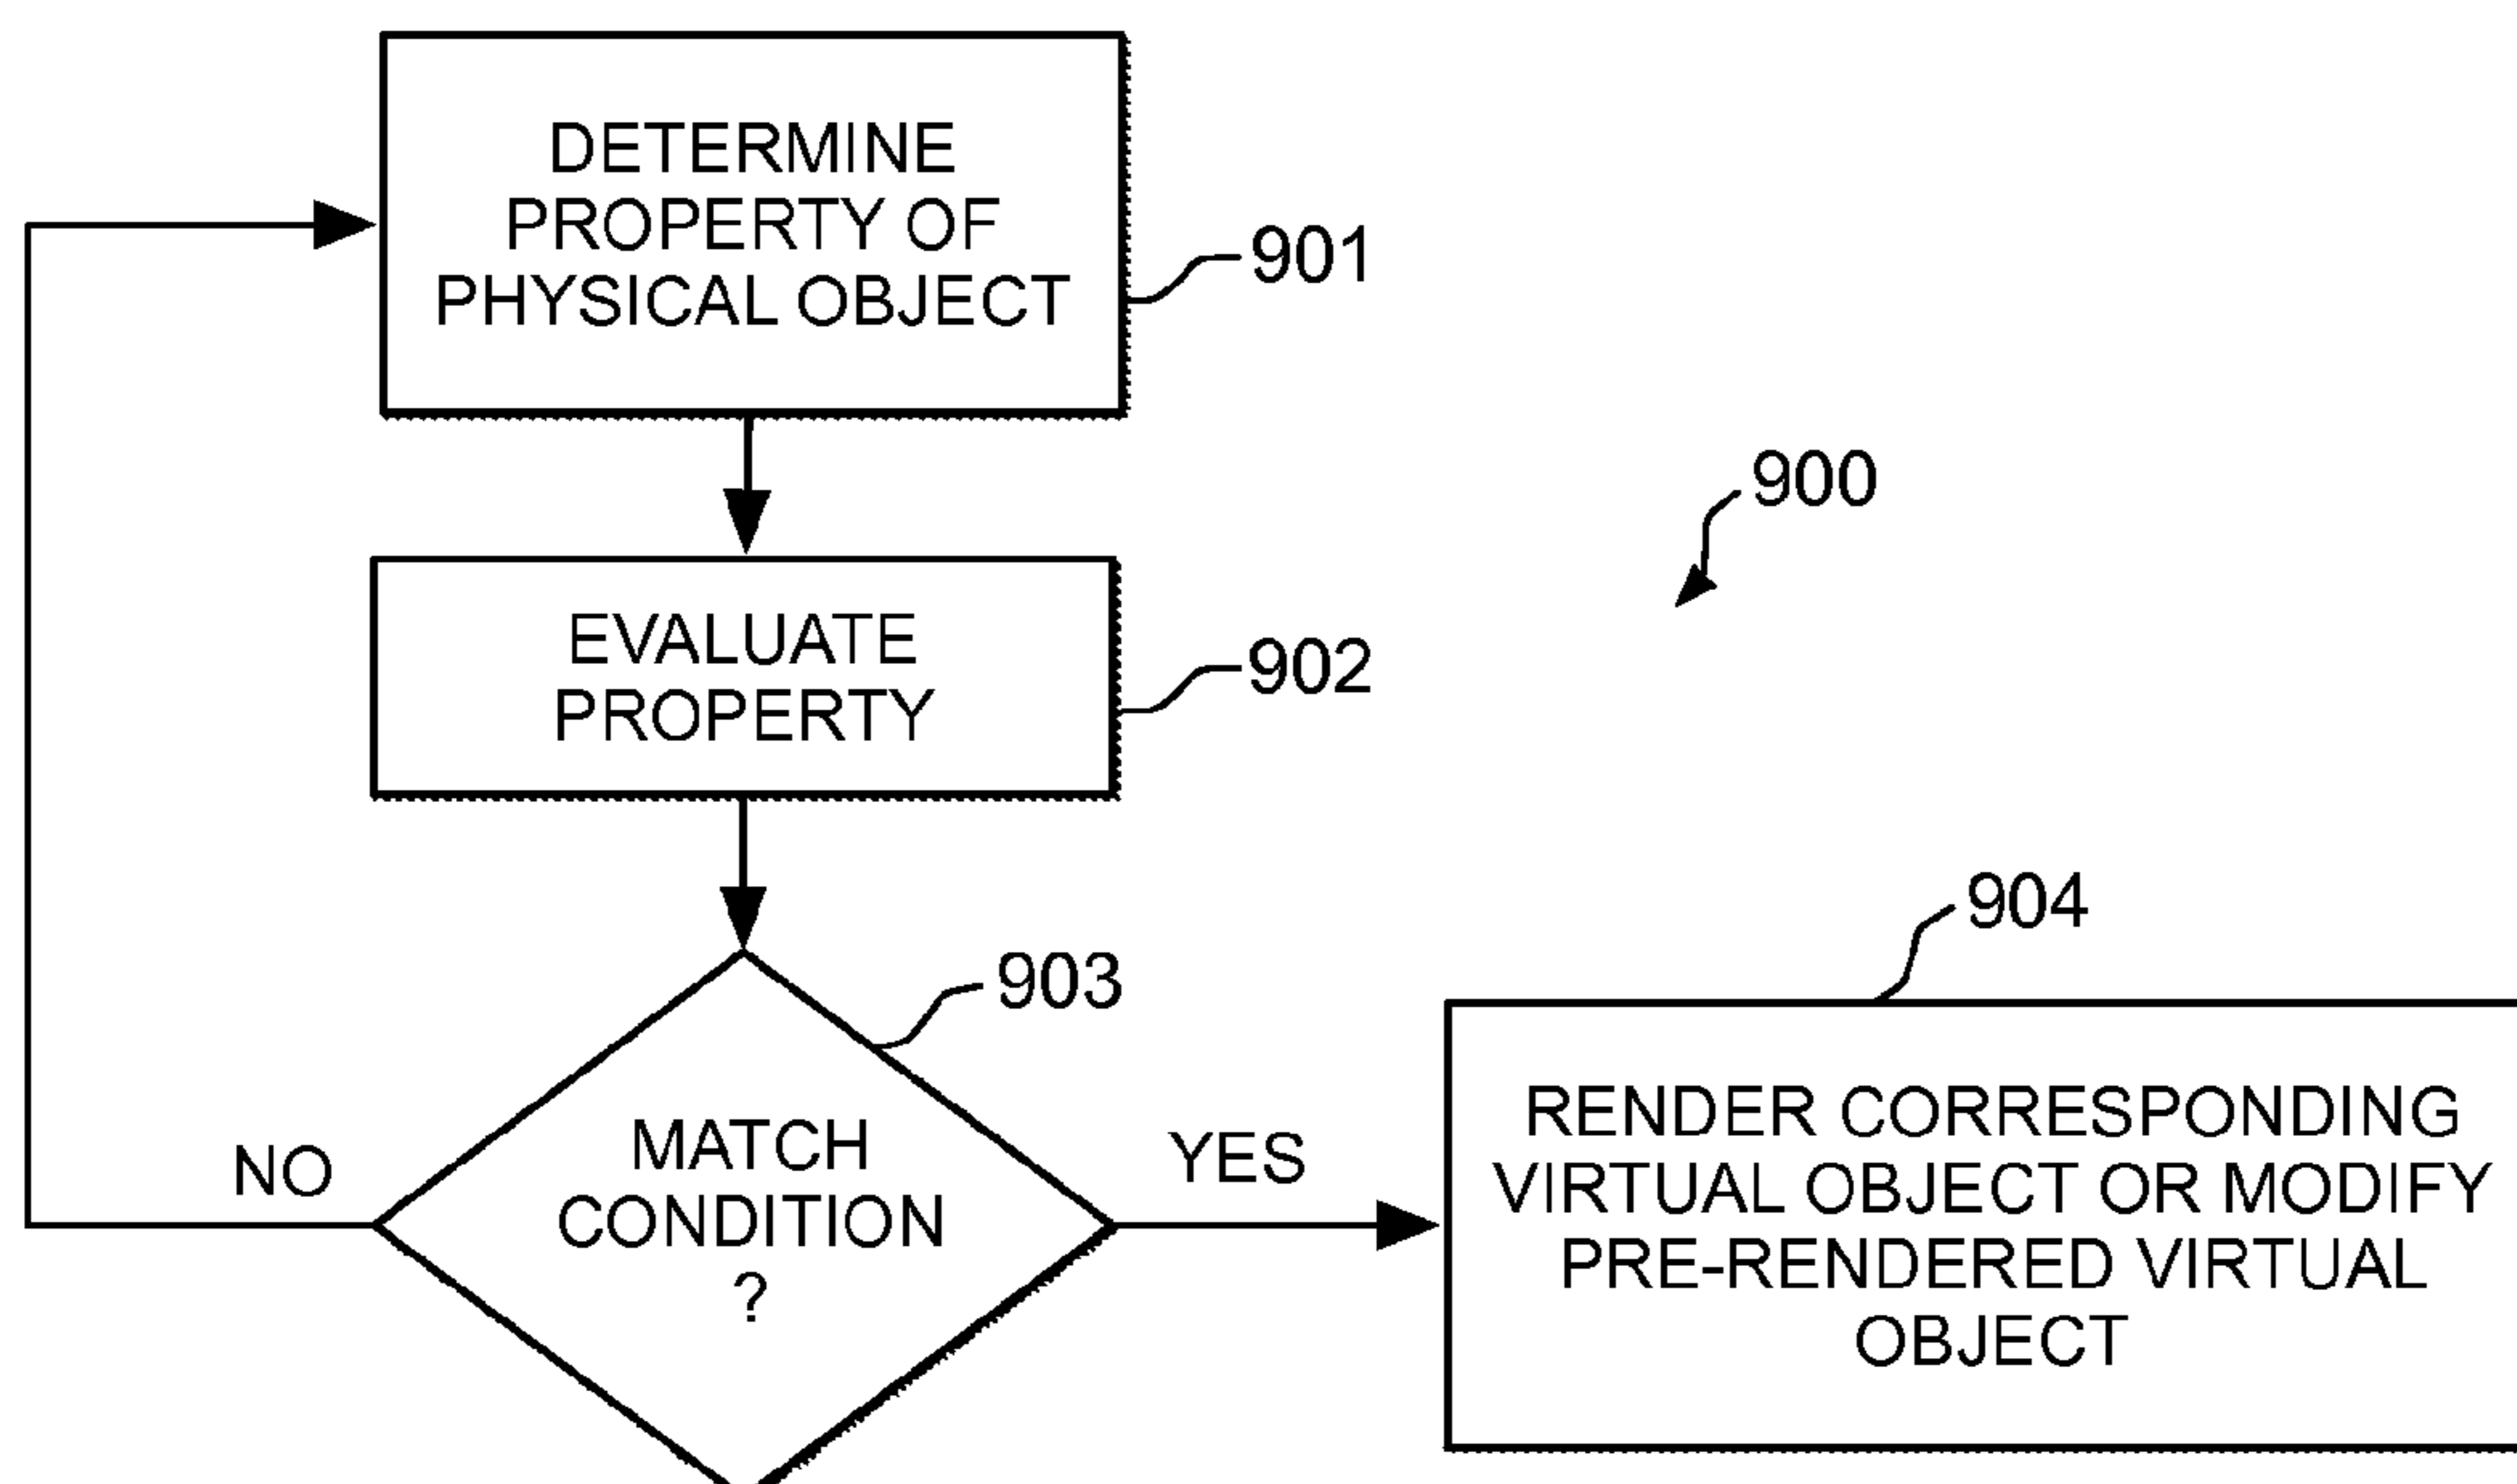 DETERMINE
PROPERTY OF
PHYSICAL OBJECT
901
900
EVALUATE
PROPERTY
902
903
904
MATCH
CONDITION
?
NO
YES
RENDER CORRESPONDING
VIRTUAL OBJECT OR MODIFY
PRE-RENDERED VIRTUAL
OBJECT